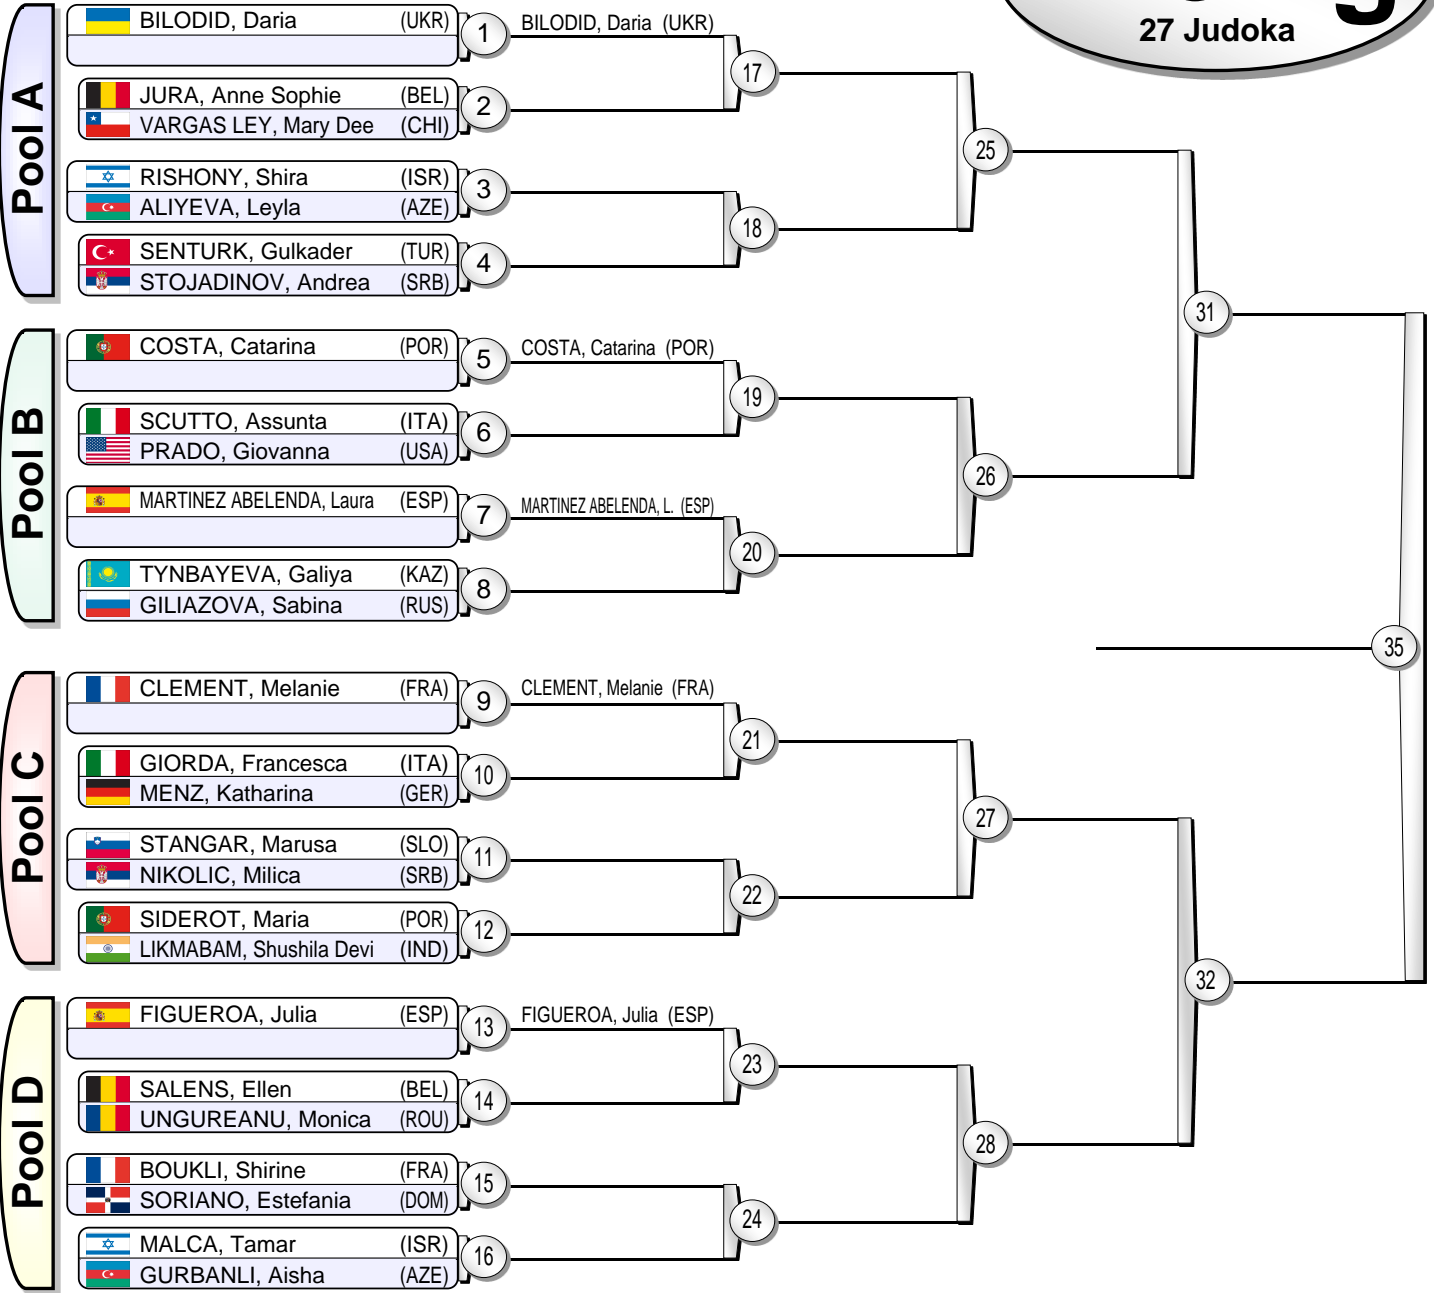 27 Judoka
Pool A
BILODID, Daria (UKR) 1 BILODID, Daria (UKR)
17
JURA, Anne Sophie (BEL) 2
VARGAS LEY, Mary Dee (CHI)
25
RISHONY, Shira (ISR) 3
ALIYEVA, Leyla (AZE)
18
SENTURK, Gulkader (TUR) 4
STOJADINOV, Andrea (SRB)
31
Pool B
COSTA, Catarina (POR) 5 COSTA, Catarina (POR)
19
SCUTTO, Assunta (ITA) 6
PRADO, Giovanna (USA)
26
MARTINEZ ABELENDA, Laura (ESP) 7 MARTINEZ ABELENDA, L. (ESP)
20
TYNBAYEVA, Galiya (KAZ) 8
GILIAZOVA, Sabina (RUS)
35
Pool C
CLEMENT, Melanie (FRA) 9 CLEMENT, Melanie (FRA)
21
GIORDA, Francesca (ITA) 10
MENZ, Katharina (GER)
27
STANGAR, Marusa (SLO) 11
NIKOLIC, Milica (SRB)
22
SIDEROT, Maria (POR) 12
LIKMABAM, Shushila Devi (IND)
32
Pool D
FIGUEROA, Julia (ESP) 13 FIGUEROA, Julia (ESP)
23
SALENS, Ellen (BEL) 14
UNGUREANU, Monica (ROU)
28
BOUKLI, Shirine (FRA) 15
SORIANO, Estefania (DOM)
24
MALCA, Tamar (ISR) 16
GURBANLI, Aisha (AZE)